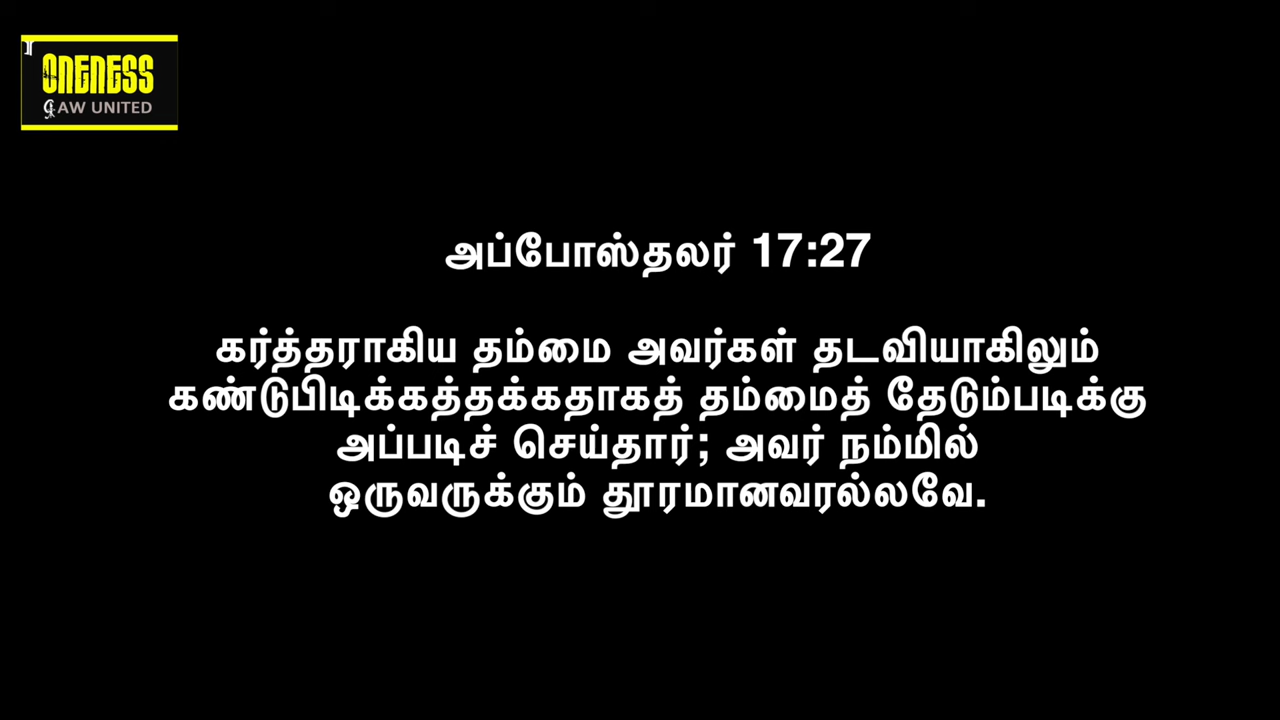 ONENESS
AW UNITED
அப்போஸ்தலர் 17:27
கர்த்தராகிய தம்மை அவர்கள் தடவியாகிலும்
கண்டுபிடிக்கத்தக்கதாகத் தம்மைத் தேடும்படிக்கு
அப்படிச் செய்தார்; அவர் நம்மில்
ஒருவருக்கும் தூரமானவரல்லவே.